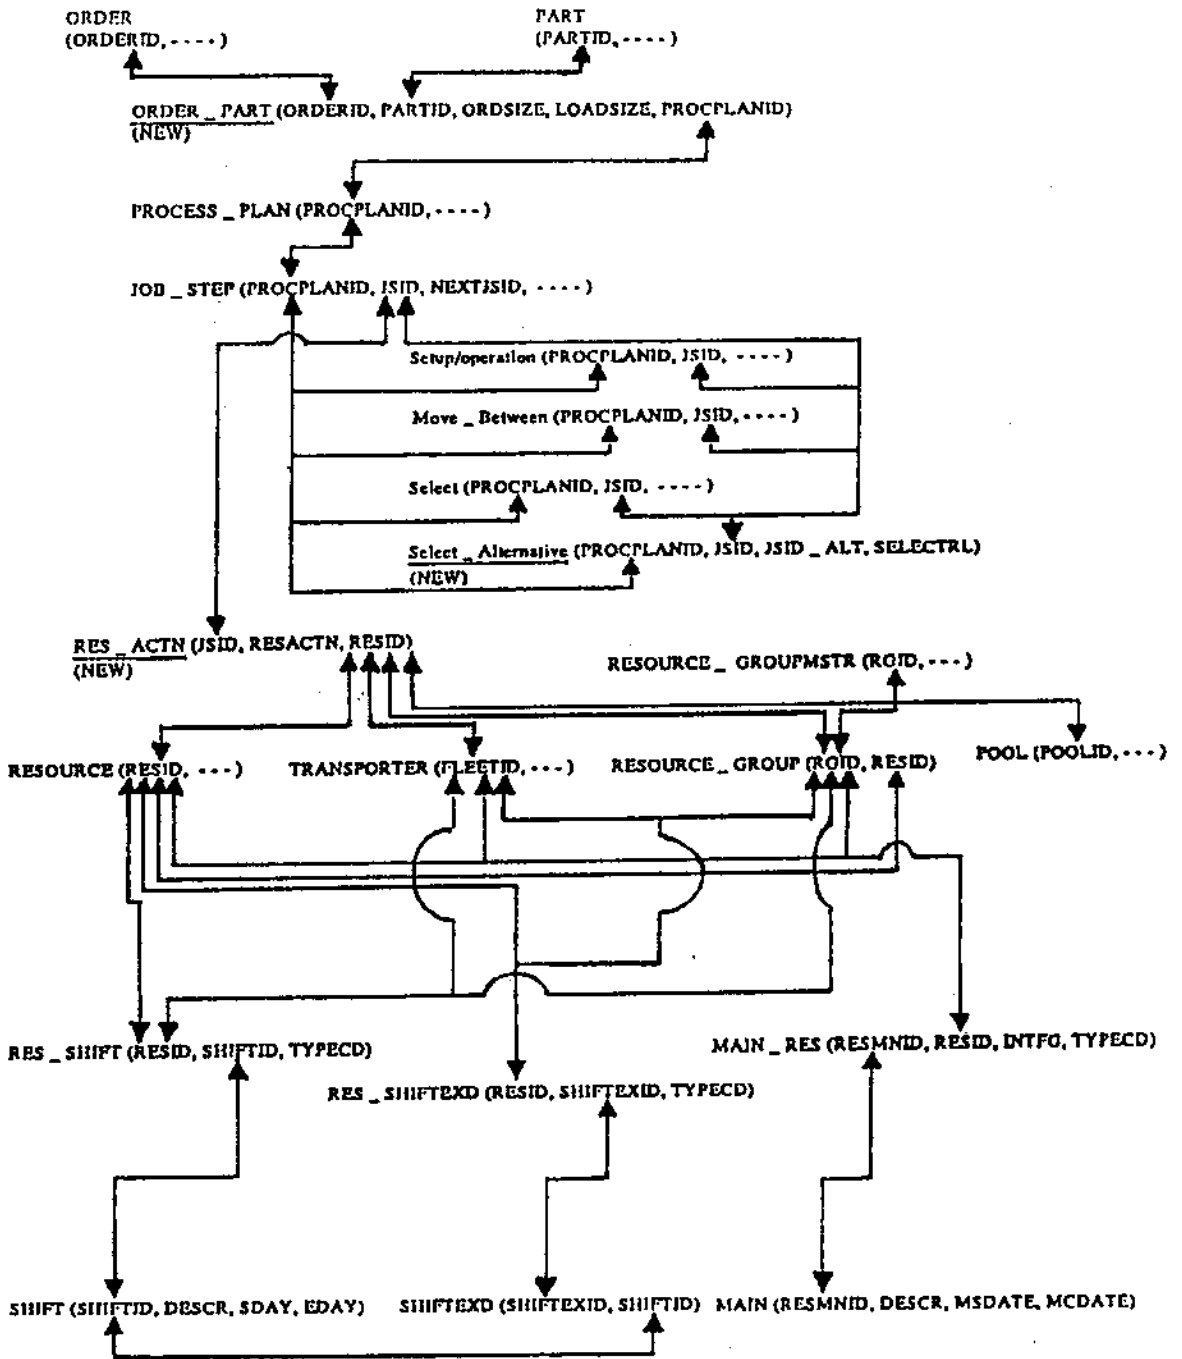 ORDER
(ORDERID, - - - -)
PART
(PARTID, - - - -)
ORDER _ PART (ORDERID, PARTID, ORDSIZE, LOADSIZE, PROCPLANID)
(NEW)
PROCESS _ PLAN (PROCPLANID, - - - -)
JOB _ STEP (PROCPLANID, JSID, NEXTJSID, - - - -)
Setup/operation (PROCPLANID, JSID, - - - -)
Move _ Between (PROCPLANID, JSID, - - - -)
Select (PROCPLANID, JSID, - - - -)
Select _ Alternative (PROCPLANID, JSID, JSID _ ALT, SELECTRL)
(NEW)
RES _ ACTN (JSID, RESACTN, RESID)
(NEW)
RESOURCE _ GROUPMSTR (RGID, - - -)
RESOURCE (RESID, - - -)
TRANSPORTER (FLEETID, - - -)
RESOURCE _ GROUP (RGID, RESID)
POOL (POOLID, - - -)
RES _ SHIFT (RESID, SHIFTID, TYPECD)
MAIN _ RES (RESMNID, RESID, INTFG, TYPECD)
RES _ SHIFTEXD (RESID, SHIFTEXID, TYPECD)
SHIFT (SHIFTID, DESCR, SDAY, EDAY)
SHIFTEXD (SHIFTEXID, SHIFTID)
MAIN (RESMNID, DESCR, MSDATE, MCDATE)